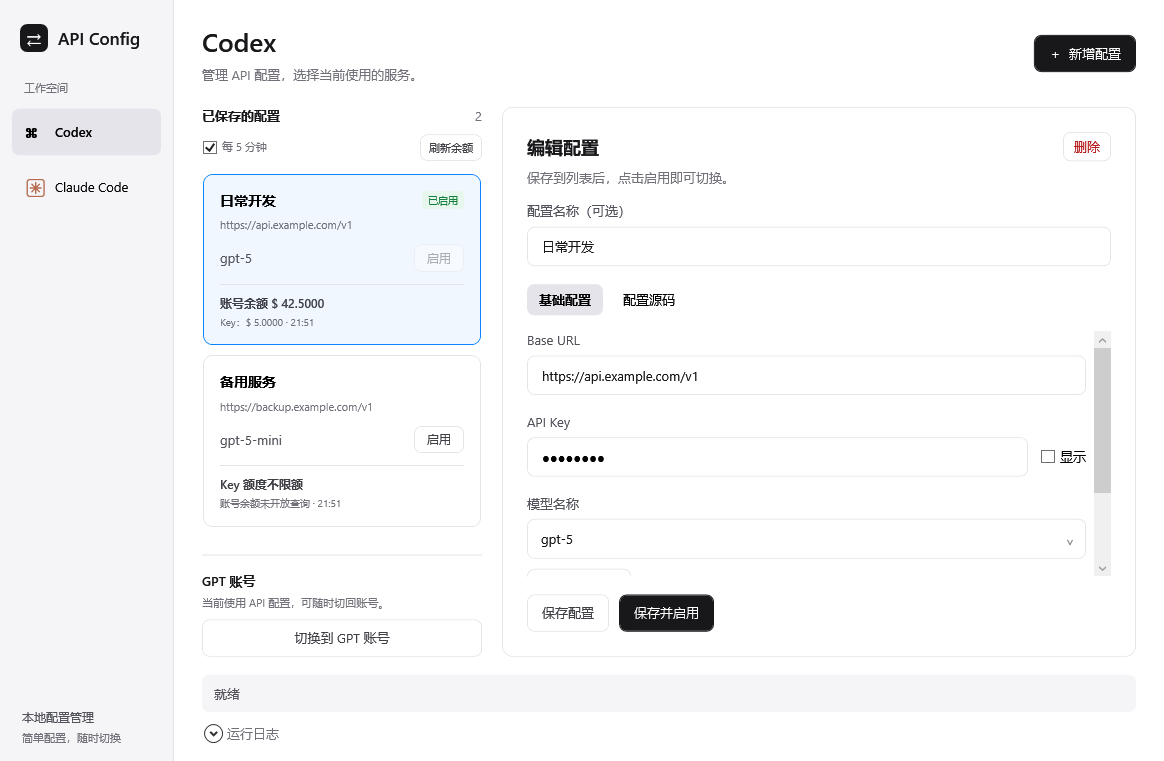 API Config
工作空间
Codex
Claude Code
本地配置管理
简单配置，随时切换
Codex
管理 API 配置，选择当前使用的服务。
+ 新增配置
已保存的配置
2
每 5 分钟
刷新余额
日常开发
已启用
https://api.example.com/v1
gpt-5
启用
账号余额 $ 42.5000
Key：$ 5.0000 · 21:51
备用服务
https://backup.example.com/v1
gpt-5-mini
启用
Key 额度不限额
账号余额未开放查询 · 21:51
GPT 账号
当前使用 API 配置，可随时切回账号。
切换到 GPT 账号
编辑配置
删除
保存到列表后，点击启用即可切换。
配置名称（可选）
日常开发
基础配置
配置源码
Base URL
https://api.example.com/v1
API Key
●●●●●●●●
显示
模型名称
gpt-5
保存配置
保存并启用
就绪
运行日志